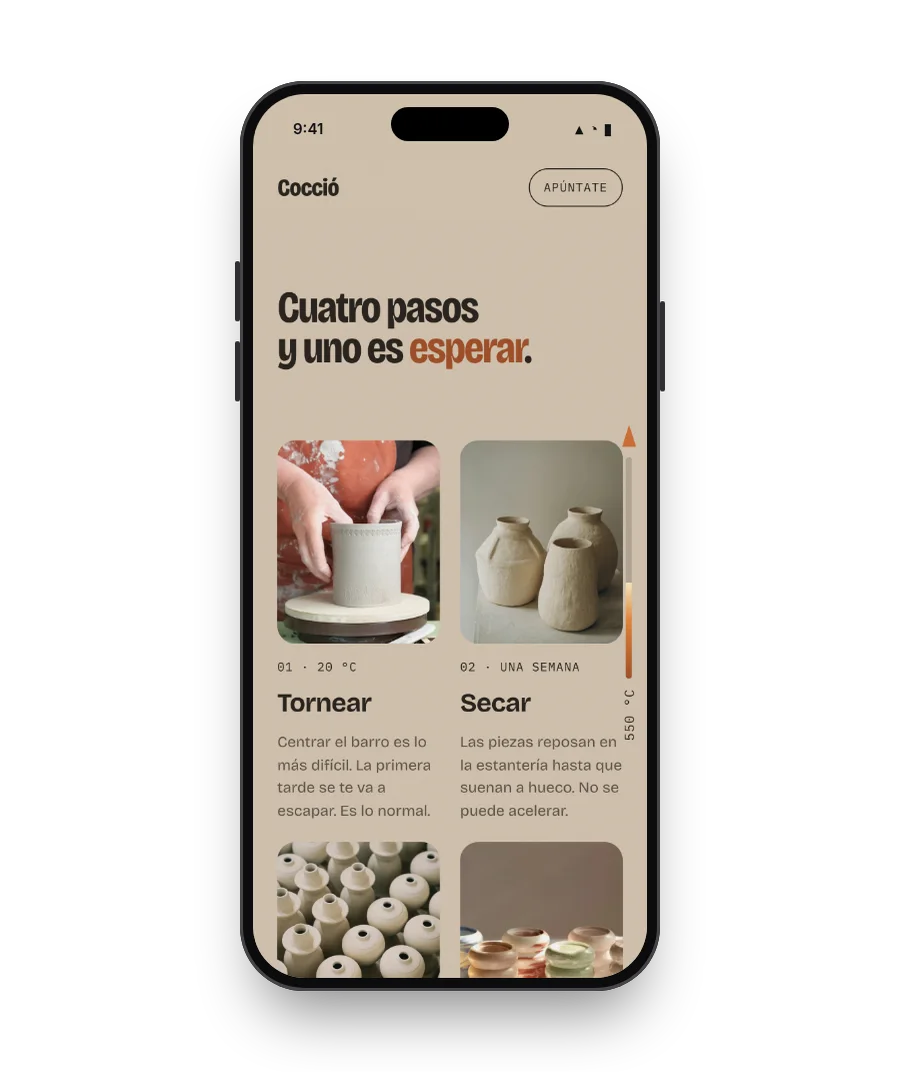 9:41
Cocció
APÚNTATE
Cuatro pasos
y uno es esperar.
01 · 20 ºC
Tornear
Centrar el barro es lo
más difícil. La primera
tarde se te va a
escapar. Es lo normal.
02 · UNA SEMANA
Secar
Las piezas reposan en
la estantería hasta que
suenan a hueco. No se
puede acelerar.
550 ºC